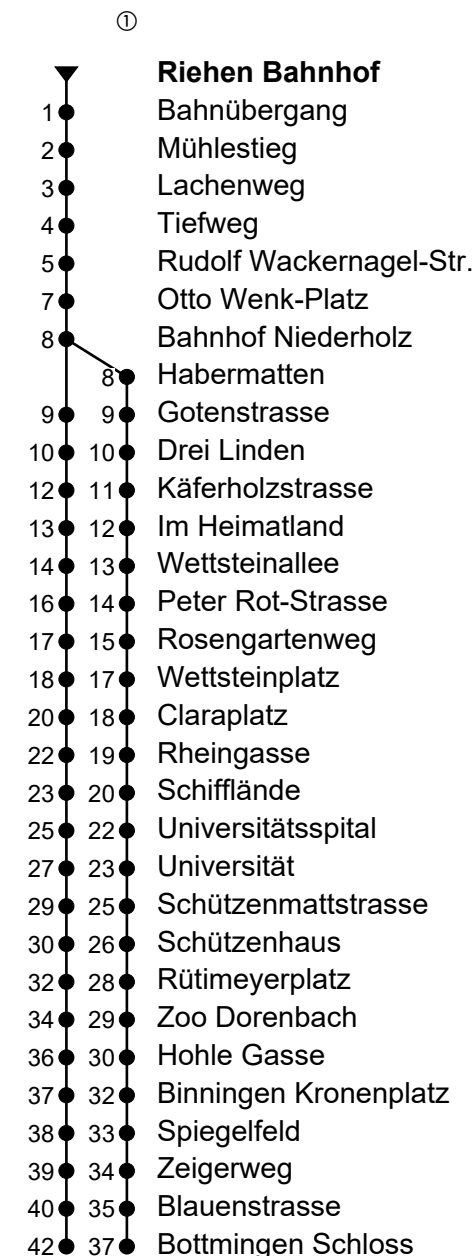 ①
Riehen Bahnhof
1 Bahnübergang
2 Mühlestieg
3 Lachenweg
4 Tiefweg
5 Rudolf Wackernagel-Str.
7 Otto Wenk-Platz
8 Bahnhof Niederholz
8 Habermatten
9 9 Gotenstrasse
10 10 Drei Linden
12 11 Käferholzstrasse
13 12 Im Heimatland
14 13 Wettsteinallee
16 14 Peter Rot-Strasse
17 15 Rosengartenweg
18 17 Wettsteinplatz
20 18 Claraplatz
22 19 Rheingasse
23 20 Schifflände
25 22 Universitätsspital
27 23 Universität
29 25 Schützenmattstrasse
30 26 Schützenhaus
32 28 Rütimeyerplatz
34 29 Zoo Dorenbach
36 30 Hohle Gasse
37 32 Binningen Kronenplatz
38 33 Spiegelfeld
39 34 Zeigerweg
40 35 Blauenstrasse
42 37 Bottmingen Schloss